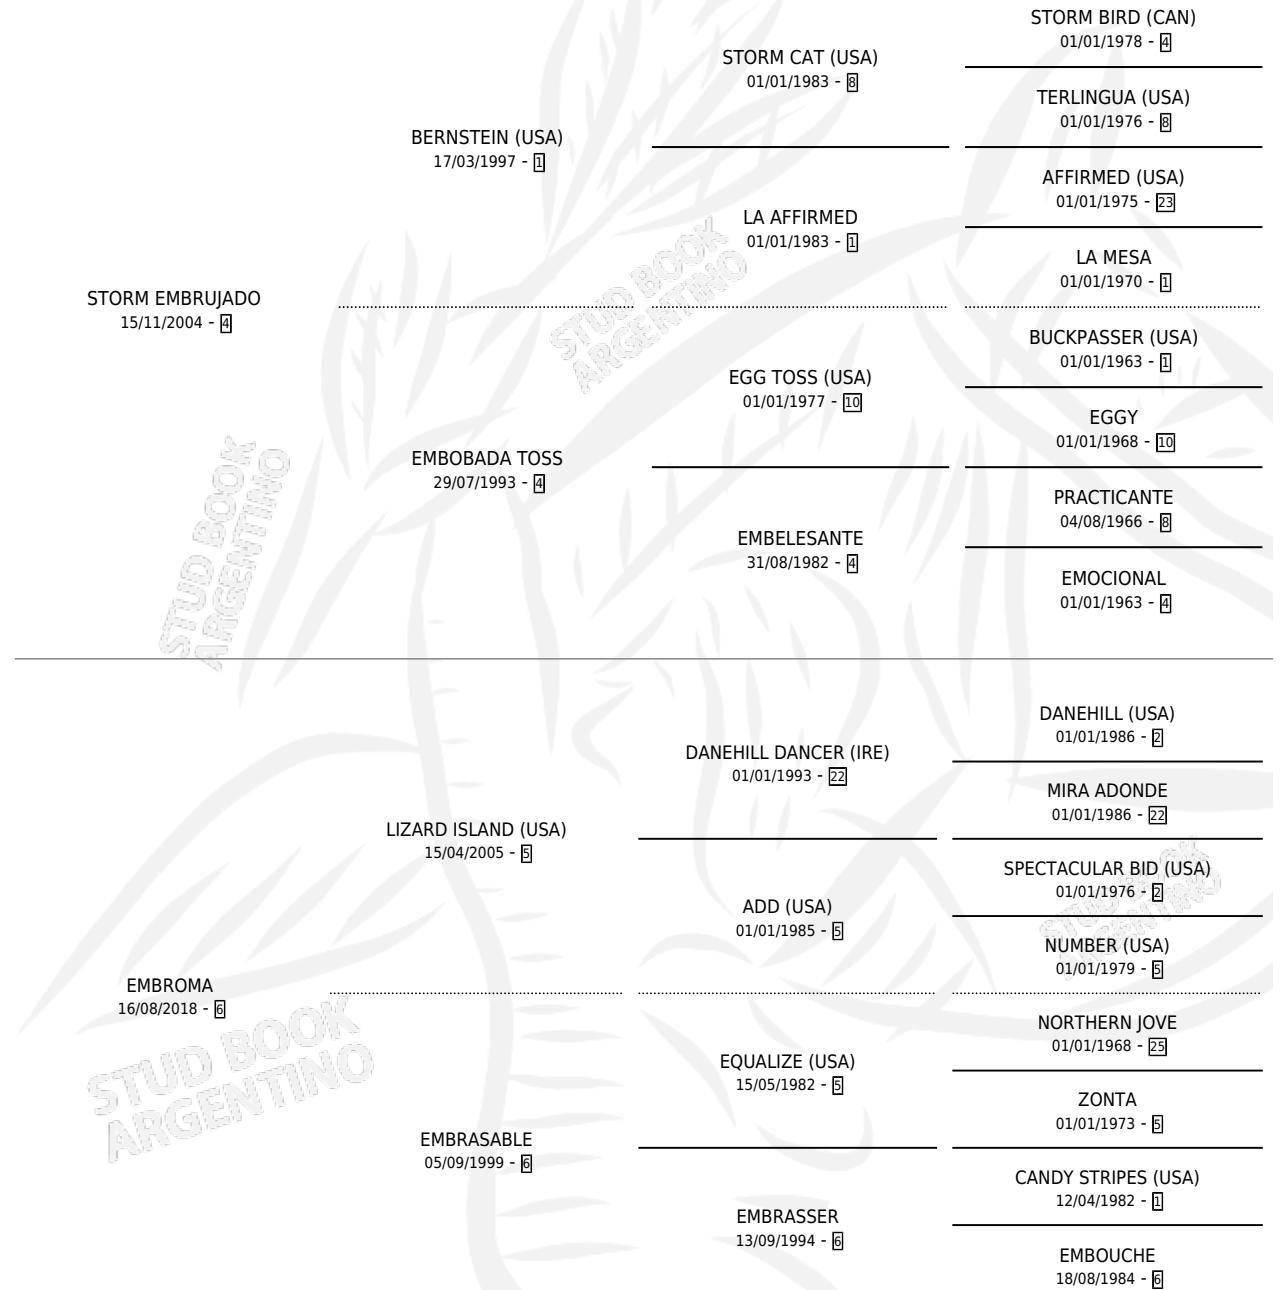 STORM BIRD (CAN)
01/01/1978 - 4
STORM CAT (USA)
01/01/1983 - 8
TERLINGUA (USA)
01/01/1976 - 8
BERNSTEIN (USA)
17/03/1997 - 1
AFFIRMED (USA)
01/01/1975 - 23
LA AFFIRMED
01/01/1983 - 1
LA MESA
01/01/1970 - 1
STORM EMBRUJADO
15/11/2004 - 4
BUCKPASSER (USA)
01/01/1963 - 1
EGG TOSS (USA)
01/01/1977 - 10
EGGY
01/01/1968 - 10
EMBOBADA TOSS
29/07/1993 - 4
PRACTICANTE
04/08/1966 - 8
EMBELESANTE
31/08/1982 - 4
EMOCIONAL
01/01/1963 - 4
STUD BOOK
ARGENTINO
STUD BOOK
ARGENTINO
DANEHILL (USA)
01/01/1986 - 2
DANEHILL DANCER (IRE)
01/01/1993 - 22
MIRA ADONDE
01/01/1986 - 22
LIZARD ISLAND (USA)
15/04/2005 - 5
SPECTACULAR BID (USA)
01/01/1976 - 2
ADD (USA)
01/01/1985 - 5
NUMBER (USA)
01/01/1979 - 5
STUD BOOK
ARGENTINO
EMBROMA
16/08/2018 - 6
NORTHERN JOVE
01/01/1968 - 25
EQUALIZE (USA)
15/05/1982 - 5
ZONTA
01/01/1973 - 5
STUD BOOK
ARGENTINO
EMBRASABLE
05/09/1999 - 6
CANDY STRIPES (USA)
12/04/1982 - 1
EMBRASSER
13/09/1994 - 6
EMBOUCHE
18/08/1984 - 6